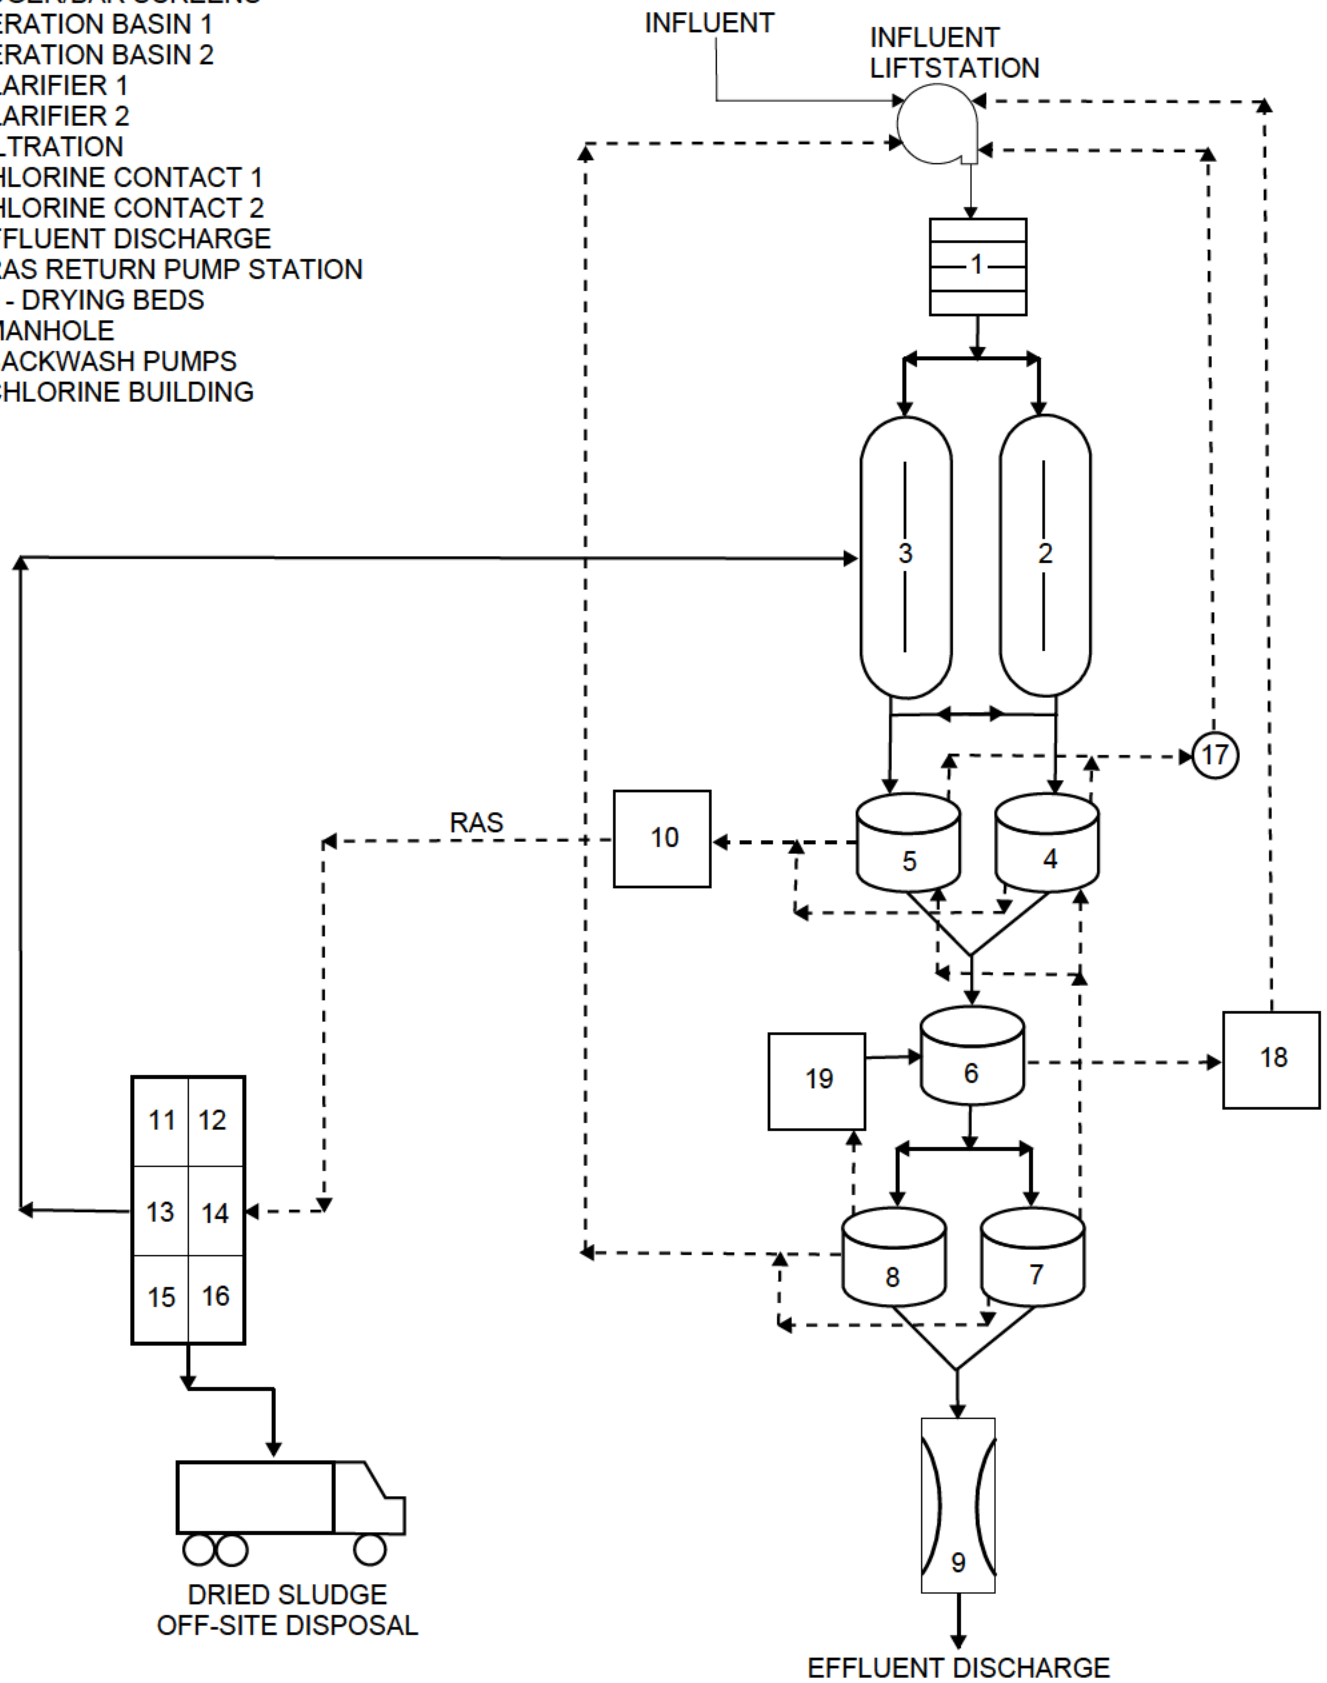 ERATION BASIN 1
ERATION BASIN 2
LARIFIER 1
LARIFIER 2
LTRATION
HLORINE CONTACT 1
HLORINE CONTACT 2
FFLUENT DISCHARGE
RAS RETURN PUMP STATION
- DRYING BEDS
MANHOLE
ACKWASH PUMPS
CHLORINE BUILDING
INFLUENT
INFLUENT
LIFTSTATION
1
3
2
17
RAS
10
5
4
19
6
18
11
12
13
14
15
16
8
7
9
DRIED SLUDGE
OFF-SITE DISPOSAL
EFFLUENT DISCHARGE